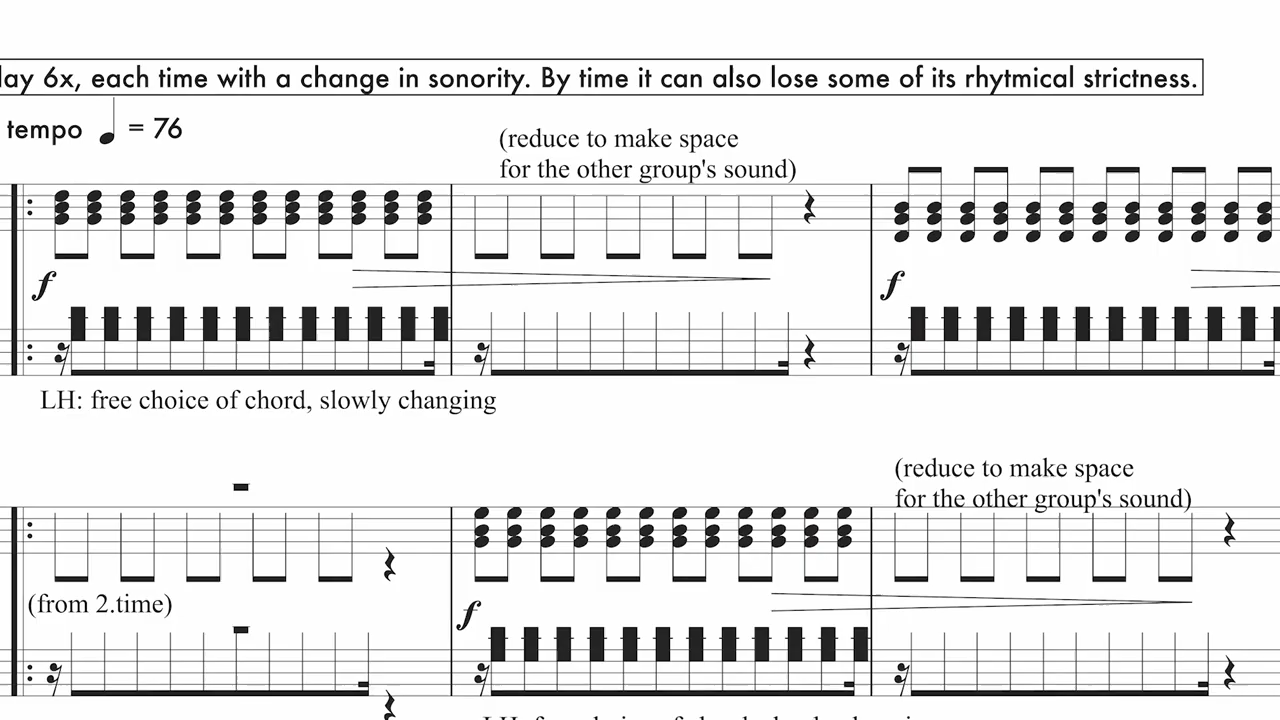 6x, each time with a change in sonority. By time it can also lose some of its rhytmical strictness.
tempo = 76
(reduce to make space
for the other group's sound)
f
f
LH: free choice of chord, slowly changing
(reduce to make space
for the other group's sound)
(from 2.time)
f